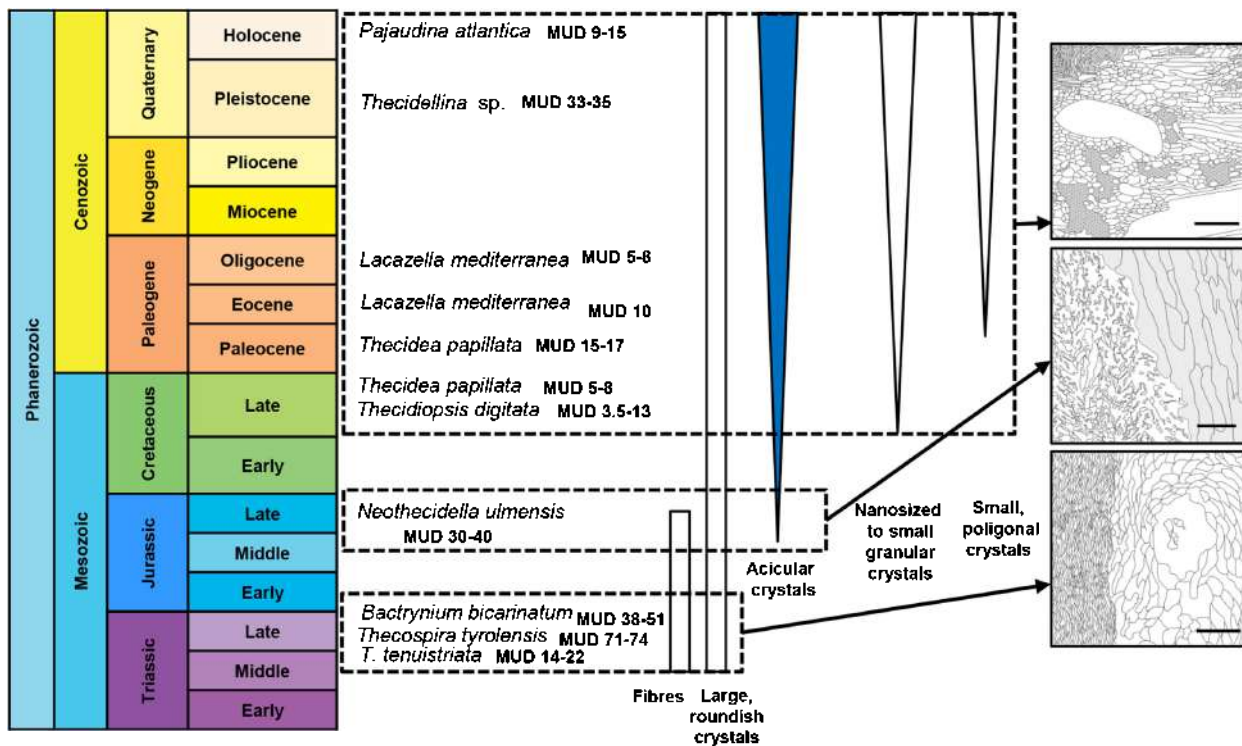 Phanerozoic
Cenozoic
Mesozoic
Quaternary
Neogene
Paleogene
Cretaceous
Jurassic
Triassic
Holocene
Pleistocene
Pliocene
Miocene
Oligocene
Eocene
Paleocene
Late
Early
Late
Middle
Early
Late
Middle
Early
Pajaudina atlantica MUD 9-15
Thecidellina sp. MUD 33-35
Lacazella mediterranea MUD 5-8
Lacazella mediterranea MUD 10
Thecidea papillata MUD 15-17
Thecidea papillata MUD 5-8
Thecidiopsis digitata MUD 3.5-13
Neothecidella ulmensis
MUD 30-40
Bactrynium bicarinatum MUD 38-51
Thecospira tyrolensis MUD 71-74
T. tenuistriata MUD 14-22
Fibres
Large,
roundish
crystals
Acicular
crystals
Nanosized
to small
granular
crystals
Small,
poligonal
crystals